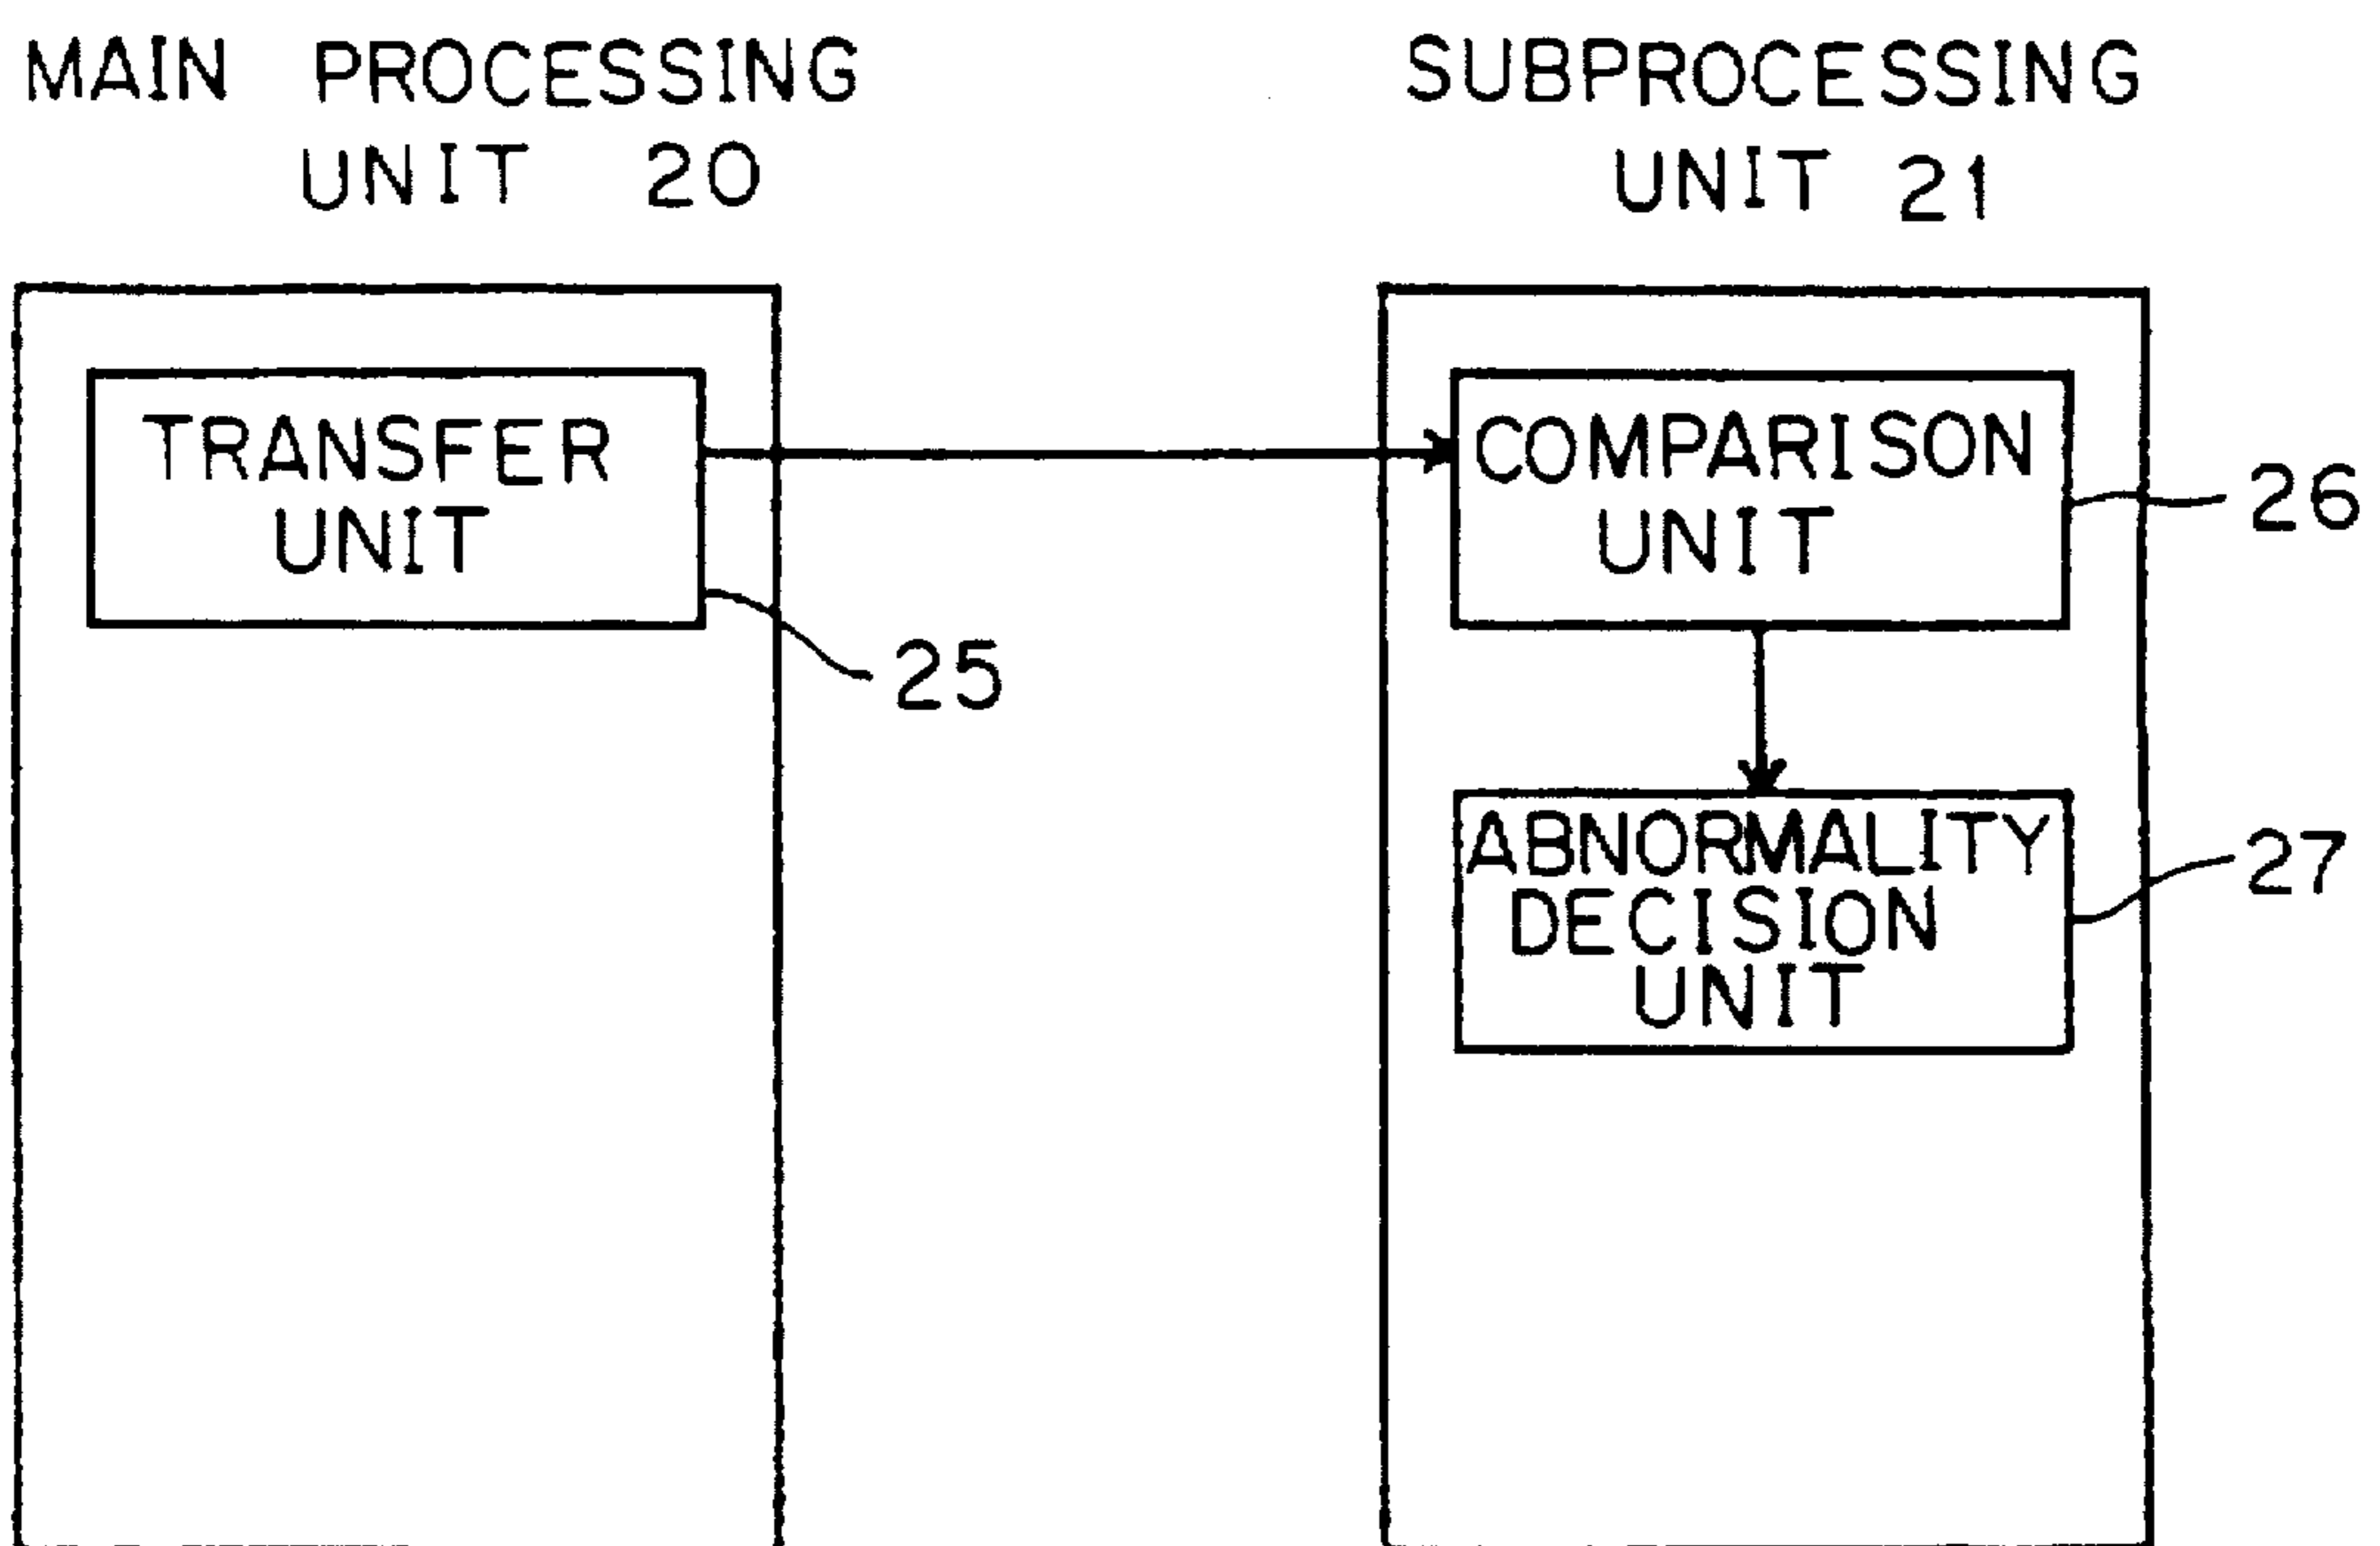 MAIN PROCESSING
UNIT 20
SUBPROCESSING
UNIT 21
TRANSFER
UNIT
25
COMPARISON
UNIT
26
ABNORMALITY
DECISION
UNIT
27